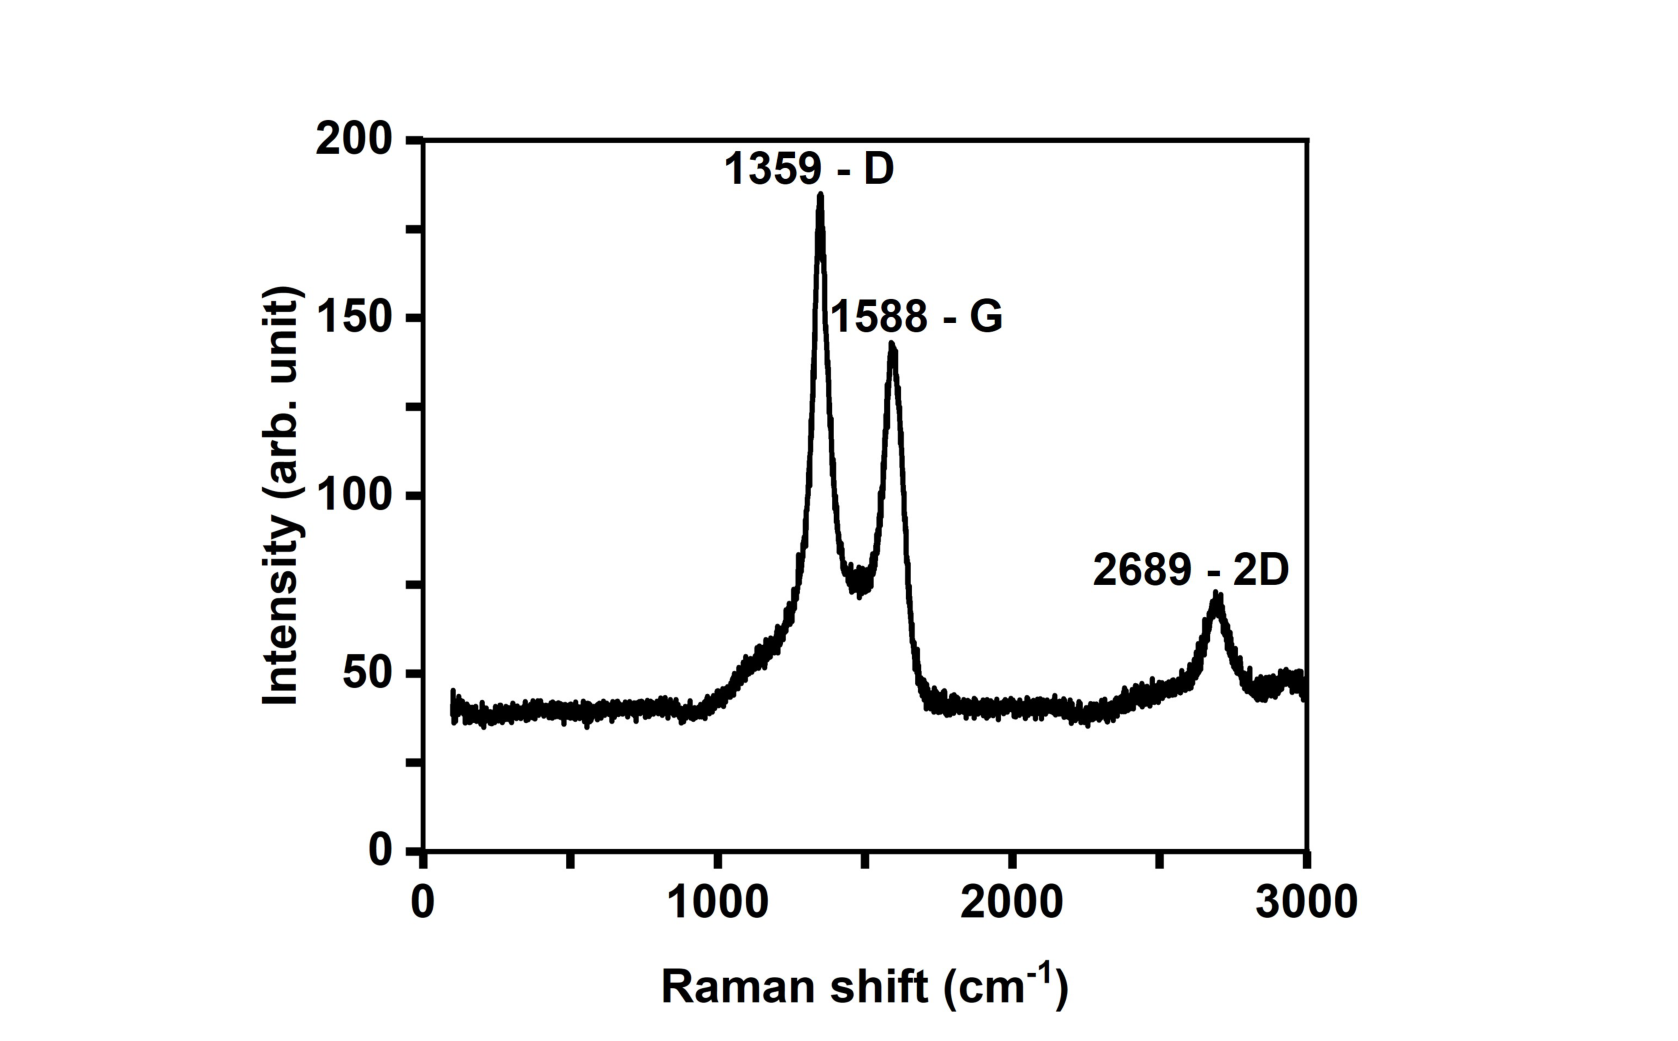 200
1359 - D
150
1588 - G
100
2689 - 2D
50
0
0 1000 2000 3000
Intensity (arb. unit)
Raman shift (cm⁻¹)